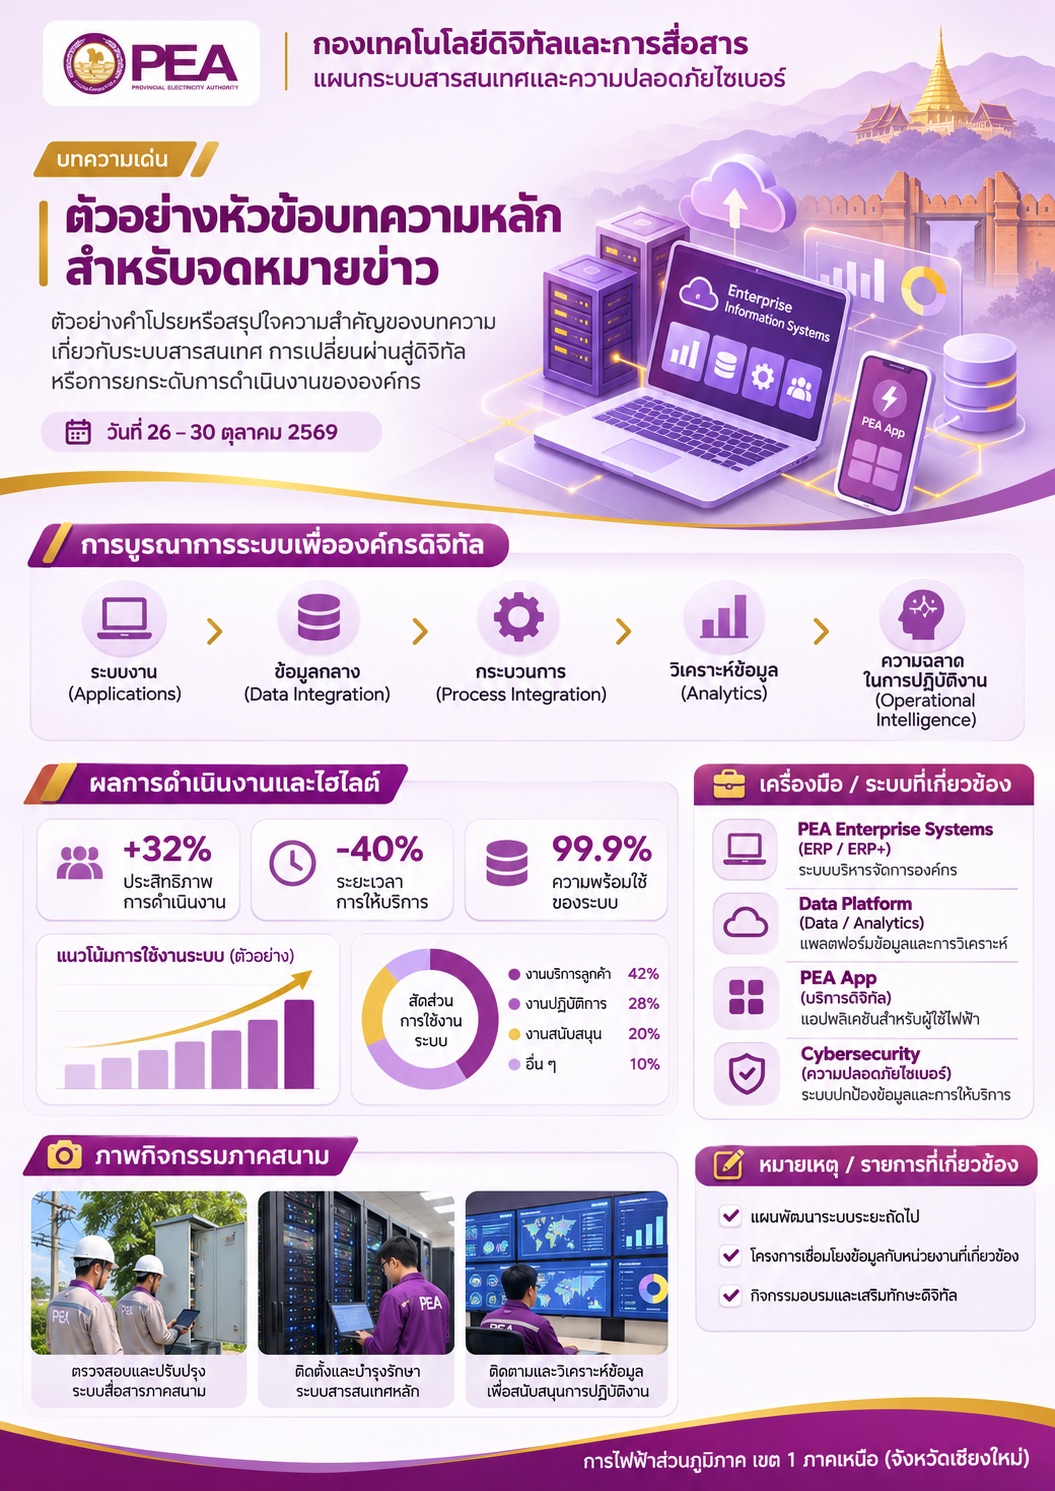 PEA
PROVINCIAL ELECTRICITY AUTHORITY
กองเทคโนโลยีดิจิทัลและการสื่อสาร
แผนกระบบสารสนเทศและความปลอดภัยไซเบอร์
บทความเด่น
ตัวอย่างหัวข้อบทความหลัก
สำหรับจดหมายข่าว
ตัวอย่างคำโปรยหรือสรุปใจความสำคัญของบทความ
เกี่ยวกับระบบสารสนเทศ การเปลี่ยนผ่านสู่ดิจิทัล
หรือการยกระดับการดำเนินงานขององค์กร
วันที่ 26 – 30 ตุลาคม 2569
Enterprise
Information Systems
PEA App
การบูรณาการระบบเพื่อองค์กรดิจิทัล
ระบบงาน
(Applications)
ข้อมูลกลาง
(Data Integration)
กระบวนการ
(Process Integration)
วิเคราะห์ข้อมูล
(Analytics)
ความฉลาด
ในการปฏิบัติงาน
(Operational
Intelligence)
ผลการดำเนินงานและไฮไลต์
+32%
ประสิทธิภาพ
การดำเนินงาน
-40%
ระยะเวลา
การให้บริการ
99.9%
ความพร้อมใช้
ของระบบ
แนวโน้มการใช้งานระบบ (ตัวอย่าง)
สัดส่วน
การใช้งาน
ระบบ
งานบริการลูกค้า 42%
งานปฏิบัติการ 28%
งานสนับสนุน 20%
อื่น ๆ 10%
เครื่องมือ / ระบบที่เกี่ยวข้อง
PEA Enterprise Systems
(ERP / ERP+)
ระบบบริหารจัดการองค์กร
Data Platform
(Data / Analytics)
แพลตฟอร์มข้อมูลและการวิเคราะห์
PEA App
(บริการดิจิทัล)
แอปพลิเคชันสำหรับผู้ใช้ไฟฟ้า
Cybersecurity
(ความปลอดภัยไซเบอร์)
ระบบปกป้องข้อมูลและการให้บริการ
ภาพกิจกรรมภาคสนาม
PEA
PEA
PEA
ตรวจสอบและปรับปรุง
ระบบสื่อสารภาคสนาม
ติดตั้งและบำรุงรักษา
ระบบสารสนเทศหลัก
ติดตามและวิเคราะห์ข้อมูล
เพื่อสนับสนุนการปฏิบัติงาน
หมายเหตุ / รายการที่เกี่ยวข้อง
แผนพัฒนาระบบระยะถัดไป
โครงการเชื่อมโยงข้อมูลกับหน่วยงานที่เกี่ยวข้อง
กิจกรรมอบรมและเสริมทักษะดิจิทัล
การไฟฟ้าส่วนภูมิภาค เขต 1 ภาคเหนือ (จังหวัดเชียงใหม่)